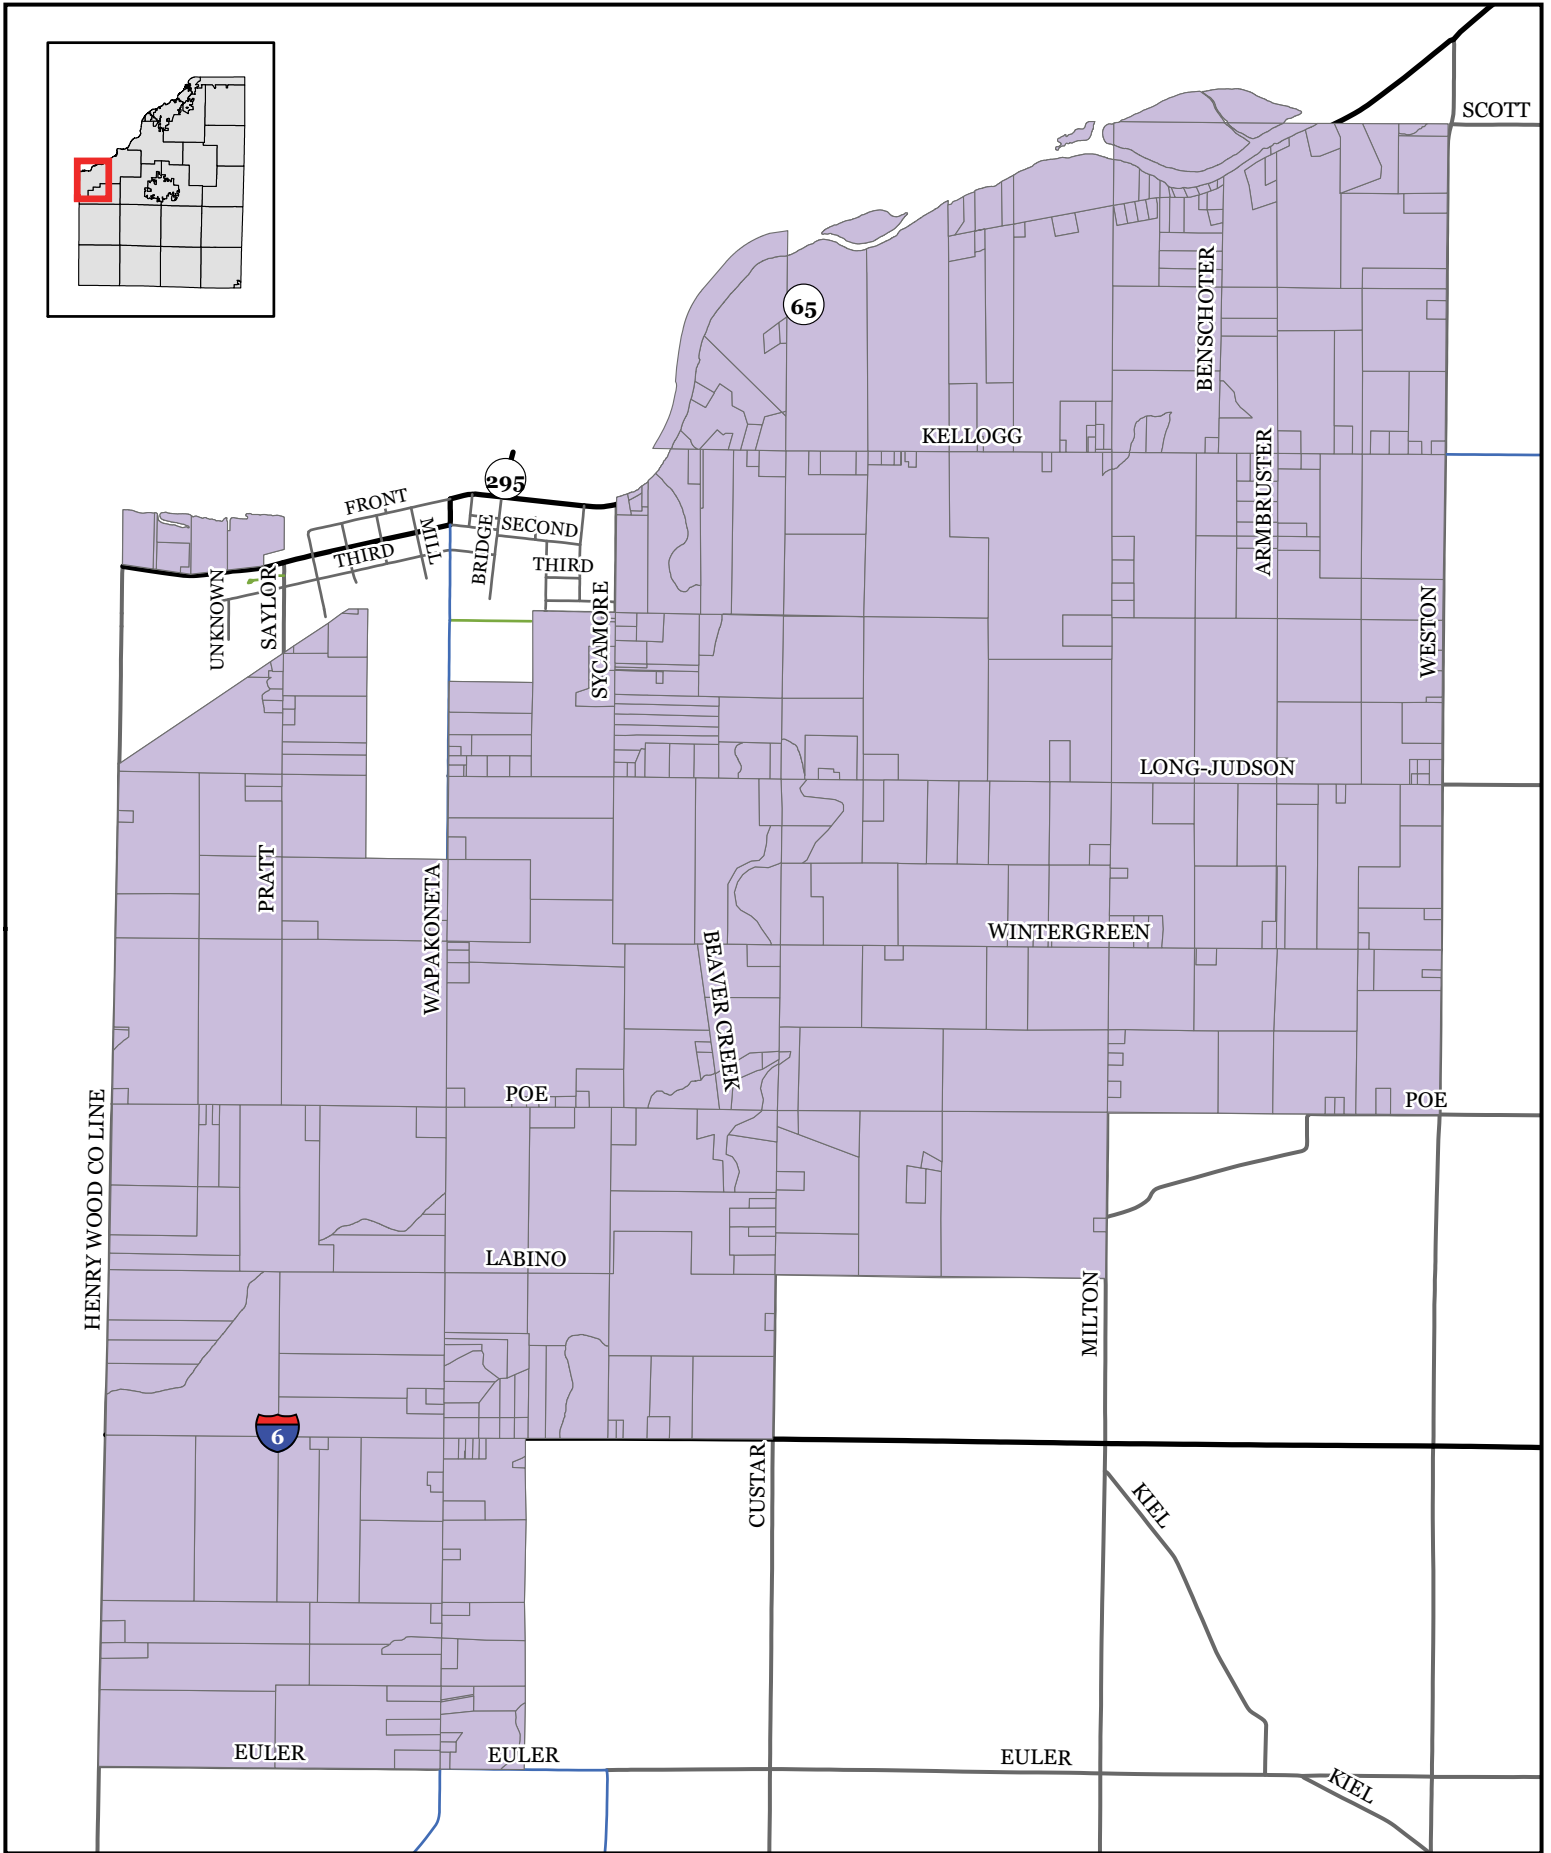 SCOTT
65
BENSCHOTER
KELLOGG
ARMBRUSTER
295
FRONT
MILL
SECOND
BRIDGE
THIRD
THIRD
UNKNOWN
SAYLOR
SYCAMORE
WESTON
LONG-JUDSON
PRATT
WAPAKONETA
WINTERGREEN
BEAVER CREEK
POE
POE
HENRY WOOD CO LINE
LABINO
MILTON
6
CUSTAR
KIEL
EULER
EULER
EULER
KIEL